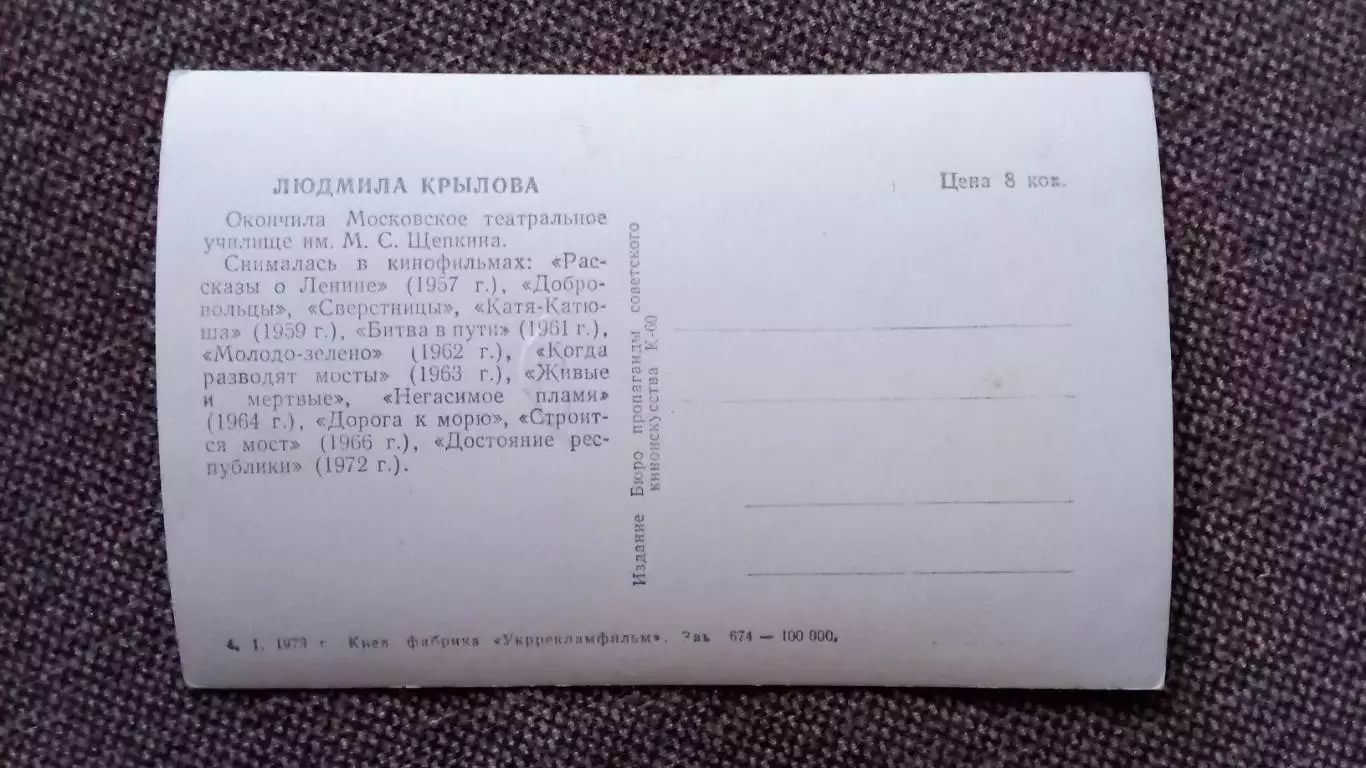 ЛЮДМИЛА КРЫЛОВА
Окончила Московское театральное
училище им. М. С. Щепкина.
Снималась в кинофильмах: «Рас-
сказы о Ленине» (1957 г.), «Добро-
вольцы», «Сверстницы», «Катя-Катю-
ша» (1959 г.), «Битва в пути» (1961 г.),
«Молодо-зелено» (1962 г.), «Когда
разводят мосты» (1963 г.), «Живые
и мертвые», «Негасимое пламя»
(1964 г.), «Дорога к морю», «Строит-
ся мост» (1966 г.), «Достояние рес-
публики» (1972 г.).
Издание Бюро пропаганды советского
киноискусства К-60
Цена 8 коп.
4. I. 1973 г Киев фабрика «Укррекламфильм». Зак 674 — 100 000.